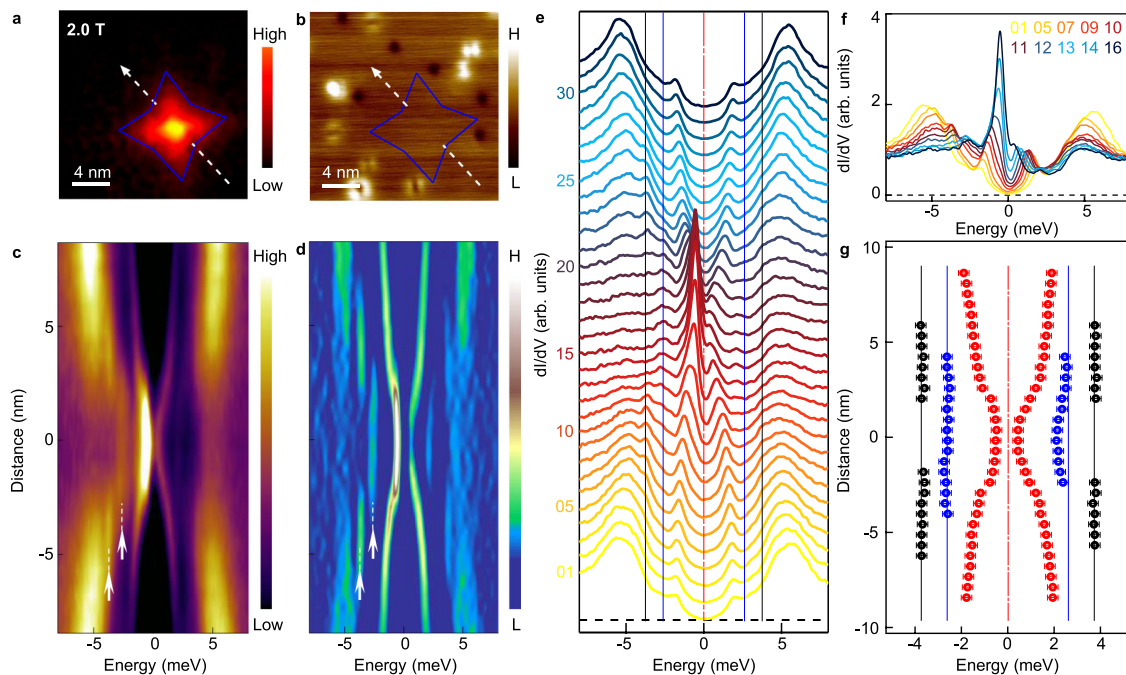 a
2.0 T
4 nm
High
Low
b
4 nm
H
L
c
Distance (nm)
5
0
-5
-5
0
5
Energy (meV)
High
Low
d
-5
0
5
Energy (meV)
H
L
e
dI/dV (arb. units)
30
25
20
15
10
05
01
-5
0
5
Energy (meV)
f
dI/dV (arb. units)
4
2
0
01 05 07 09 10
11 12 13 14 16
-5
0
5
Energy (meV)
g
Distance (nm)
10
5
0
-5
-10
-4
-2
0
2
4
Energy (meV)